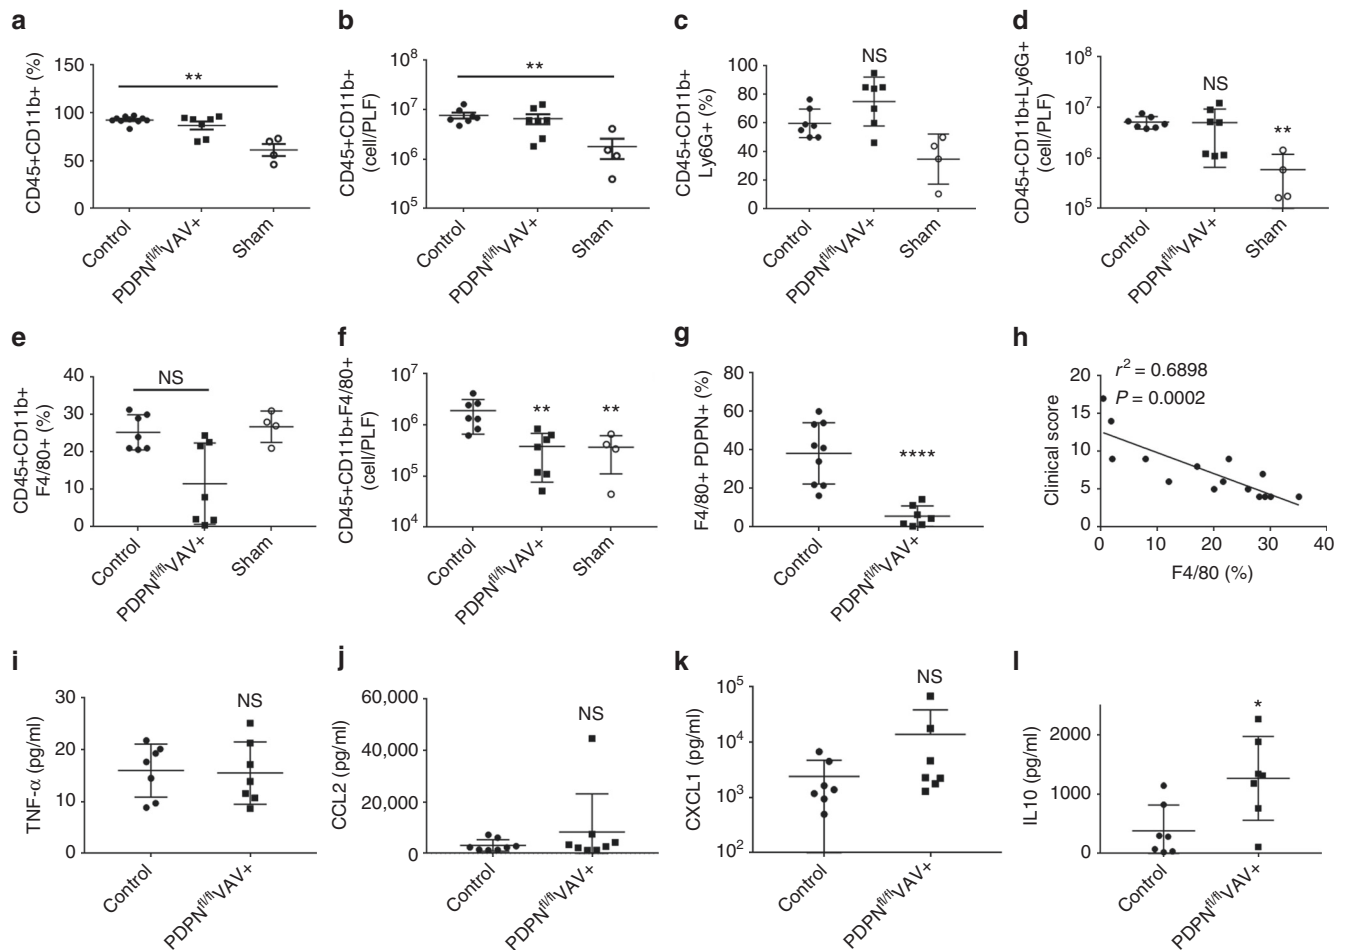 a
CD45+CD11b+ (%)
150
100
50
0
**
Control
PDPNfl/flVAV+
Sham
b
CD45+CD11b+
(cell/PLF)
10^8
10^7
10^6
10^5
**
Control
PDPNfl/flVAV+
Sham
c
CD45+CD11b+
Ly6G+ (%)
100
80
60
40
20
0
NS
Control
PDPNfl/flVAV+
Sham
d
CD45+CD11b+Ly6G+
(cell/PLF)
10^8
10^7
10^6
10^5
NS
**
Control
PDPNfl/flVAV+
Sham
e
CD45+CD11b+
F4/80+ (%)
40
30
20
10
0
NS
Control
PDPNfl/flVAV+
Sham
f
CD45+CD11b+F4/80+
(cell/PLF)
10^7
10^6
10^5
10^4
**
**
Control
PDPNfl/flVAV+
Sham
g
F4/80+ PDPN+ (%)
80
60
40
20
0
****
Control
PDPNfl/flVAV+
h
Clinical score
20
15
10
5
0
r² = 0.6898
P = 0.0002
0 10 20 30 40
F4/80 (%)
i
TNF-α (pg/ml)
30
20
10
0
NS
Control
PDPNfl/flVAV+
j
CCL2 (pg/ml)
60,000
40,000
20,000
0
NS
Control
PDPNfl/flVAV+
k
CXCL1 (pg/ml)
10^5
10^4
10^3
10^2
NS
Control
PDPNfl/flVAV+
l
IL10 (pg/ml)
2000
1000
0
*
Control
PDPNfl/flVAV+